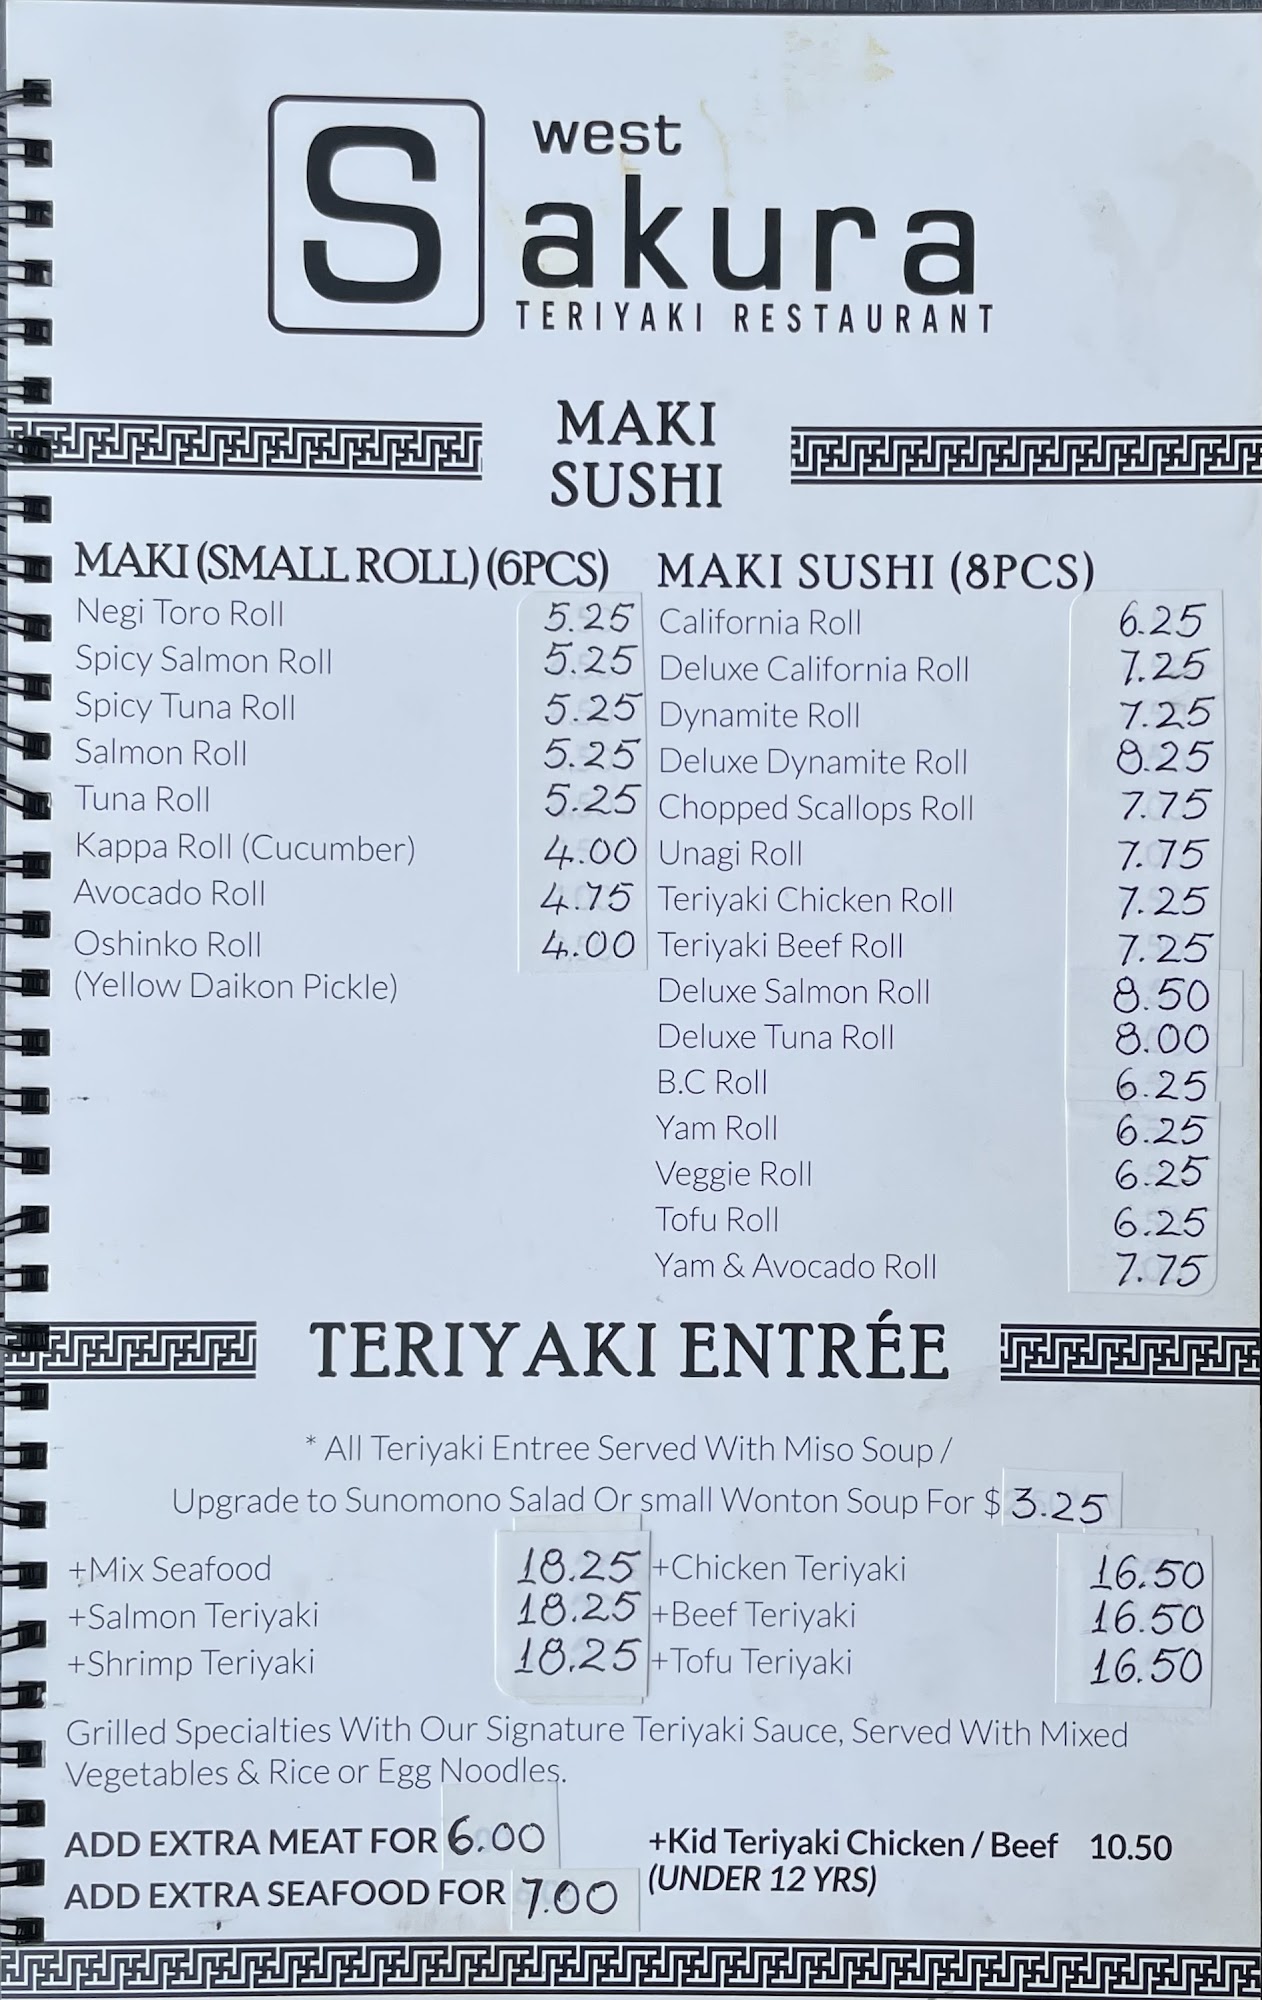 west
Sakura
TERIYAKI RESTAURANT
MAKI
SUSHI
MAKI (SMALL ROLL) (6PCS)
Negi Toro Roll 5.25
Spicy Salmon Roll 5.25
Spicy Tuna Roll 5.25
Salmon Roll 5.25
Tuna Roll 5.25
Kappa Roll (Cucumber) 4.00
Avocado Roll 4.75
Oshinko Roll 4.00
(Yellow Daikon Pickle)
MAKI SUSHI (8PCS)
California Roll 6.25
Deluxe California Roll 7.25
Dynamite Roll 7.25
Deluxe Dynamite Roll 8.25
Chopped Scallops Roll 7.75
Unagi Roll 7.75
Teriyaki Chicken Roll 7.25
Teriyaki Beef Roll 7.25
Deluxe Salmon Roll 8.50
Deluxe Tuna Roll 8.00
B.C Roll 6.25
Yam Roll 6.25
Veggie Roll 6.25
Tofu Roll 6.25
Yam & Avocado Roll 7.75
TERIYAKI ENTRÉE
* All Teriyaki Entree Served With Miso Soup /
Upgrade to Sunomono Salad Or small Wonton Soup For $ 3.25
+Mix Seafood 18.25
+Salmon Teriyaki 18.25
+Shrimp Teriyaki 18.25
+Chicken Teriyaki 16.50
+Beef Teriyaki 16.50
+Tofu Teriyaki 16.50
Grilled Specialties With Our Signature Teriyaki Sauce, Served With Mixed
Vegetables & Rice or Egg Noodles.
ADD EXTRA MEAT FOR 6.00
ADD EXTRA SEAFOOD FOR 7.00
+Kid Teriyaki Chicken / Beef 10.50
(UNDER 12 YRS)